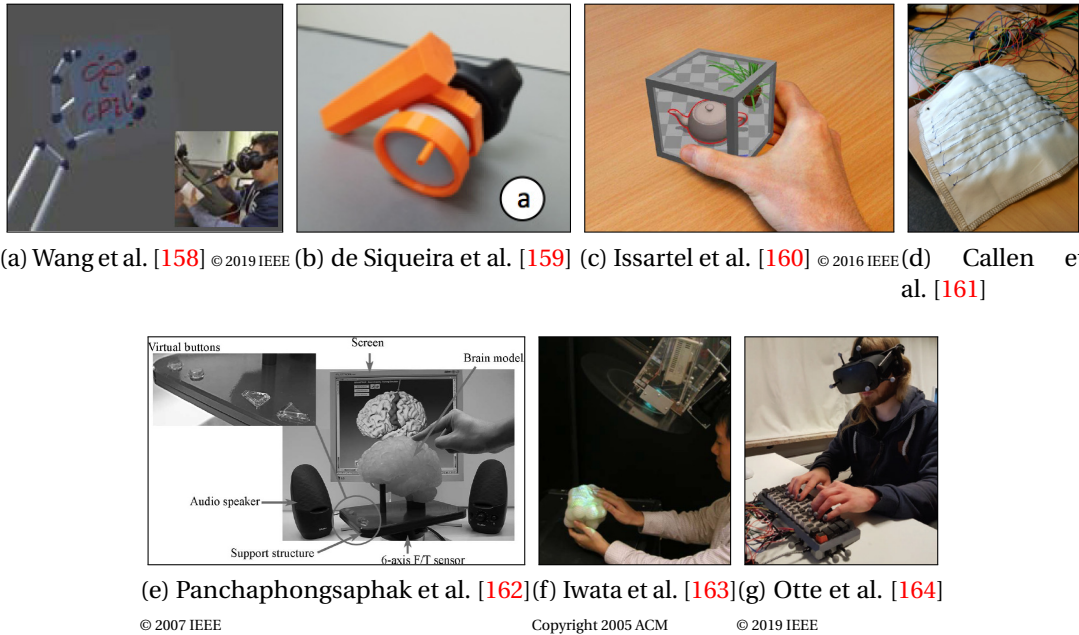 CPiL
a
(a) Wang et al. [158] © 2019 IEEE (b) de Siqueira et al. [159] (c) Issartel et al. [160] © 2016 IEEE (d) Callen et
al. [161]
Virtual buttons
Screen
Brain model
Audio speaker
Support structure
6-axis F/T sensor
(e) Panchaphongsaphak et al. [162] (f) Iwata et al. [163] (g) Otte et al. [164]
© 2007 IEEE Copyright 2005 ACM © 2019 IEEE